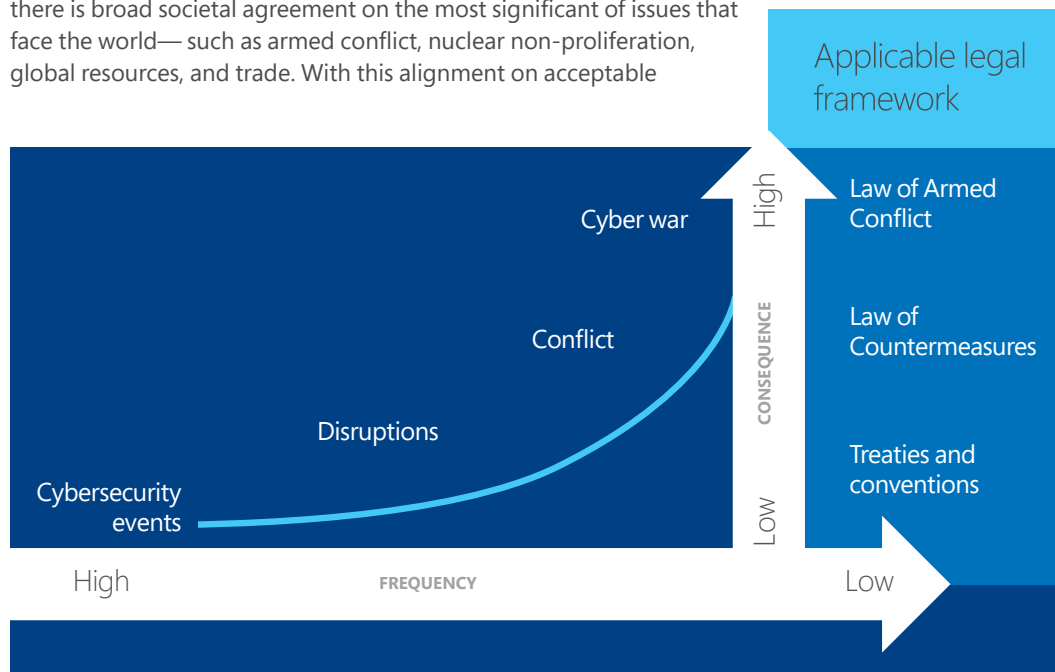 there is broad societal agreement on the most significant of issues that
face the world— such as armed conflict, nuclear non-proliferation,
global resources, and trade. With this alignment on acceptable
Applicable legal
framework
High
Law of Armed
Conflict
Cyber war
Law of
Countermeasures
CONSEQUENCE
Conflict
Disruptions
Treaties and
conventions
Cybersecurity
events
Low
High
FREQUENCY
Low